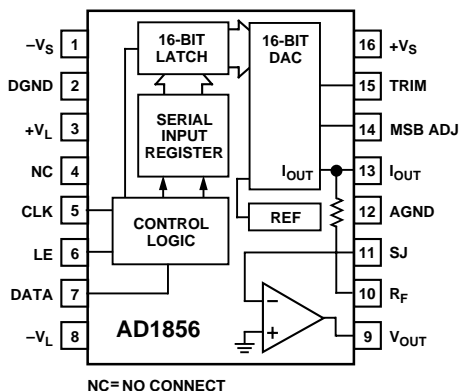 –VS 1
DGND 2
+VL 3
NC 4
CLK 5
LE 6
DATA 7
–VL 8
16-BIT
LATCH
16-BIT
DAC
SERIAL
INPUT
REGISTER
IOUT
REF
CONTROL
LOGIC
–
+
AD1856
16 +VS
15 TRIM
14 MSB ADJ
13 IOUT
12 AGND
11 SJ
10 RF
9 VOUT
NC = NO CONNECT